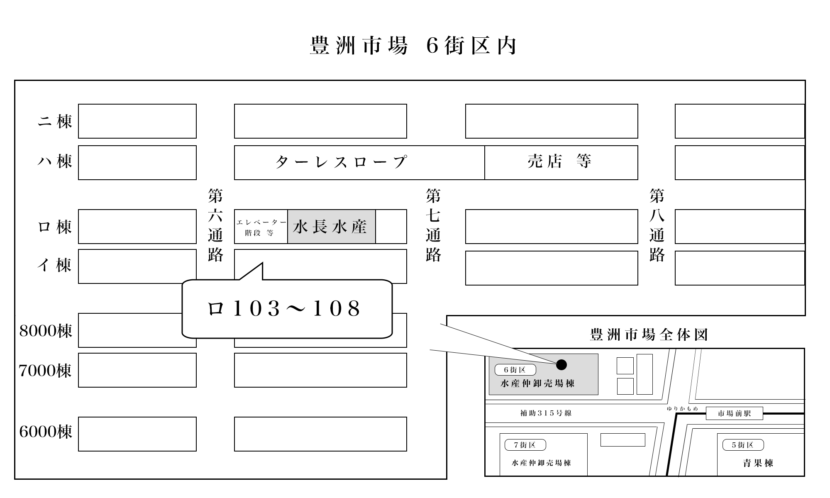 豊洲市場 6街区内
ニ棟
ハ棟
ターレスロープ
売店 等
第六通路
第七通路
第八通路
ロ棟
エレベーター
階段 等
水長水産
イ棟
ロ103〜108
8000棟
7000棟
6000棟
豊洲市場全体図
6街区
水産仲卸売場棟
補助315号線
ゆりかもめ
市場前駅
7街区
水産仲卸売場棟
5街区
青果棟